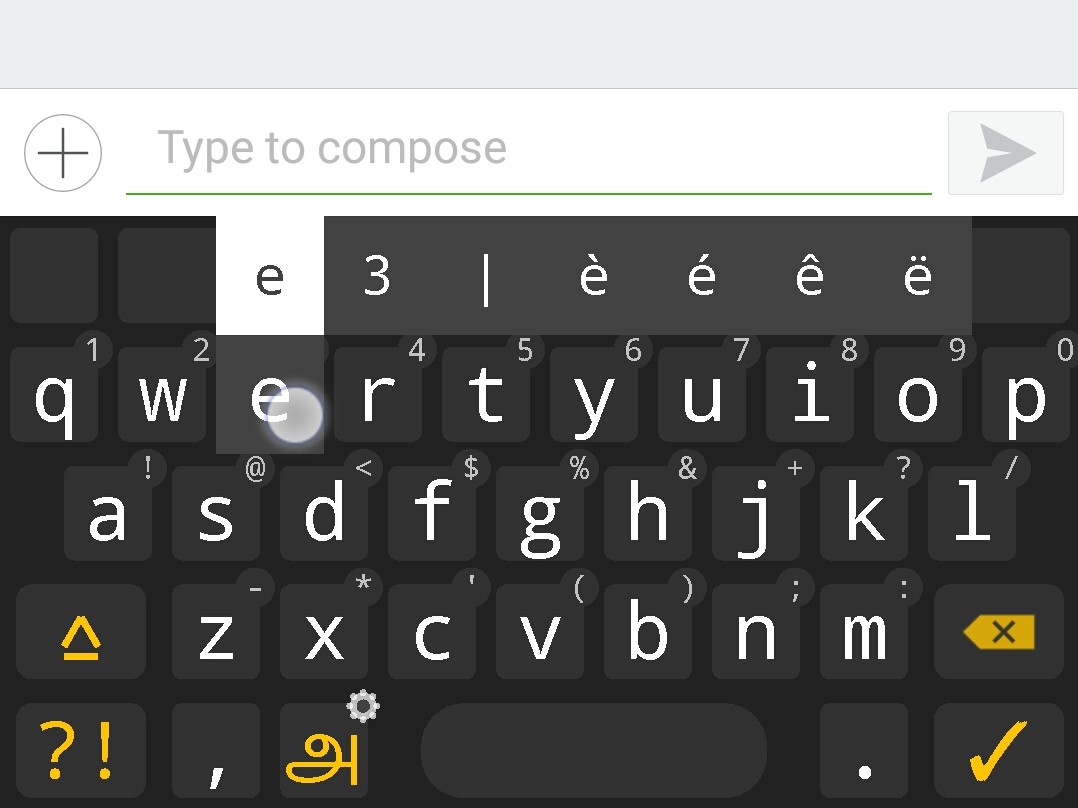 Type to compose
e 3 | è é ê ë
1 2 4 5 6 7 8 9 0
q w e r t y u i o p
! @ < $ % & + ? /
a s d f g h j k l
- * ' ( ) ; :
z x c v b n m
?! , அ . ✓